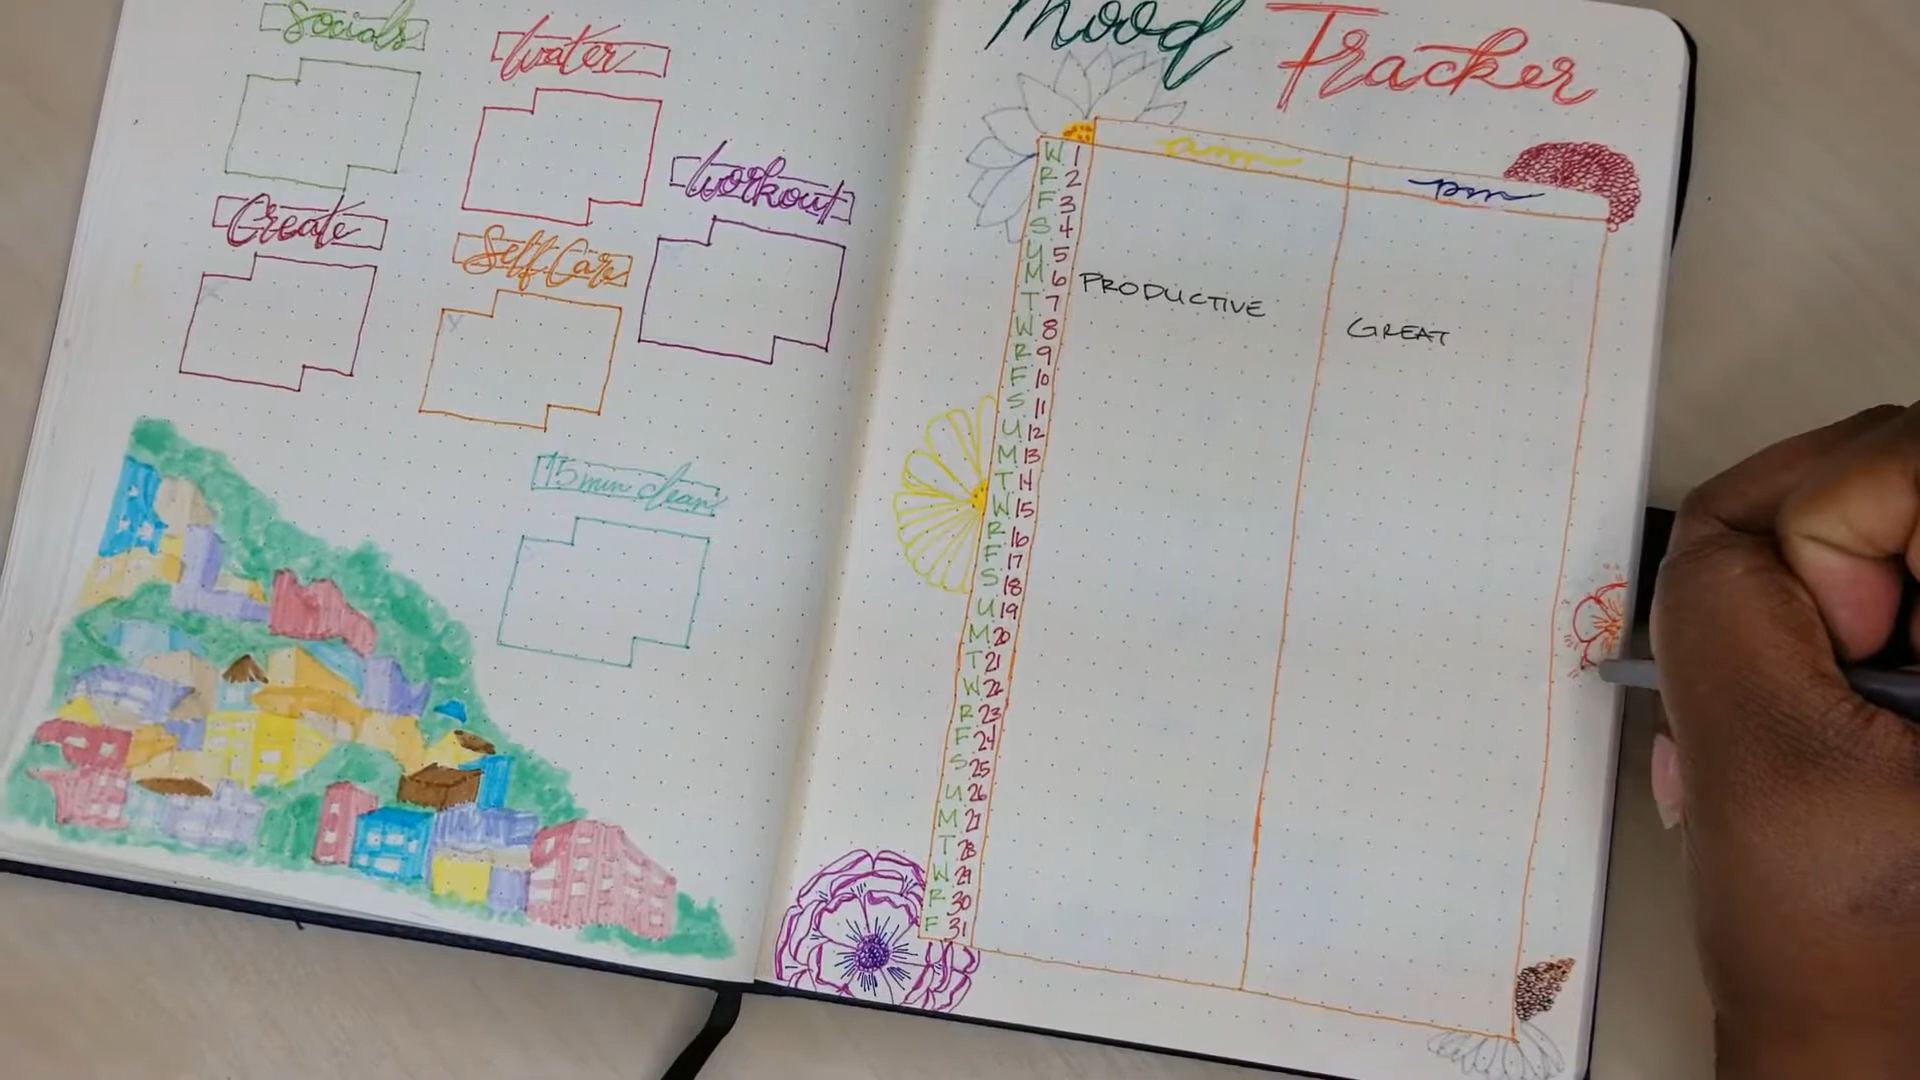 Socials
Water
Workout
Create
Self Care
15 min clean
Mood Tracker
am
pm
W 1
R 2
F 3
S 4
U 5
M 6
T 7 PRODUCTIVE GREAT
W 8
R 9
F 10
S 11
U 12
M 13
T 14
W 15
R 16
F 17
S 18
U 19
M 20
T 21
W 22
R 23
F 24
S 25
U 26
M 27
T 28
W 29
R 30
F 31